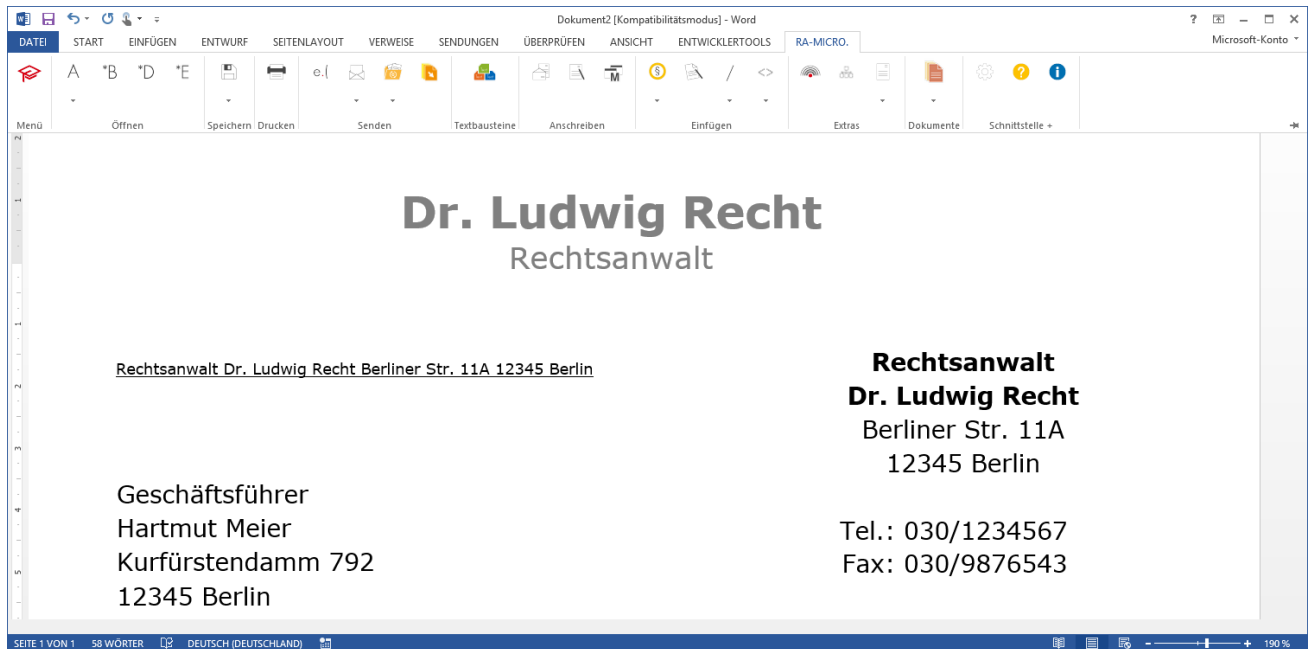 Dokument2 [Kompatibilitätsmodus] - Word
DATEI START EINFÜGEN ENTWURF SEITENLAYOUT VERWEISE SENDUNGEN ÜBERPRÜFEN ANSICHT ENTWICKLERTOOLS RA-MICRO. Microsoft-Konto
A *B *D *E e.( M § / <>
Menü Öffnen Speichern Drucken Senden Textbausteine Anschreiben Einfügen Extras Dokumente Schnittstelle +
Dr. Ludwig Recht
Rechtsanwalt
Rechtsanwalt Dr. Ludwig Recht Berliner Str. 11A 12345 Berlin
Rechtsanwalt
Dr. Ludwig Recht
Berliner Str. 11A
12345 Berlin
Geschäftsführer
Hartmut Meier
Kurfürstendamm 792
12345 Berlin
Tel.: 030/1234567
Fax: 030/9876543
SEITE 1 VON 1 58 WÖRTER DEUTSCH (DEUTSCHLAND) 190 %